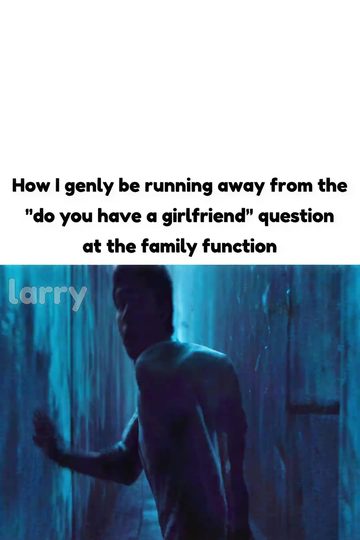 How I genly be running away from the
"do you have a girlfriend" question
at the family function
larry